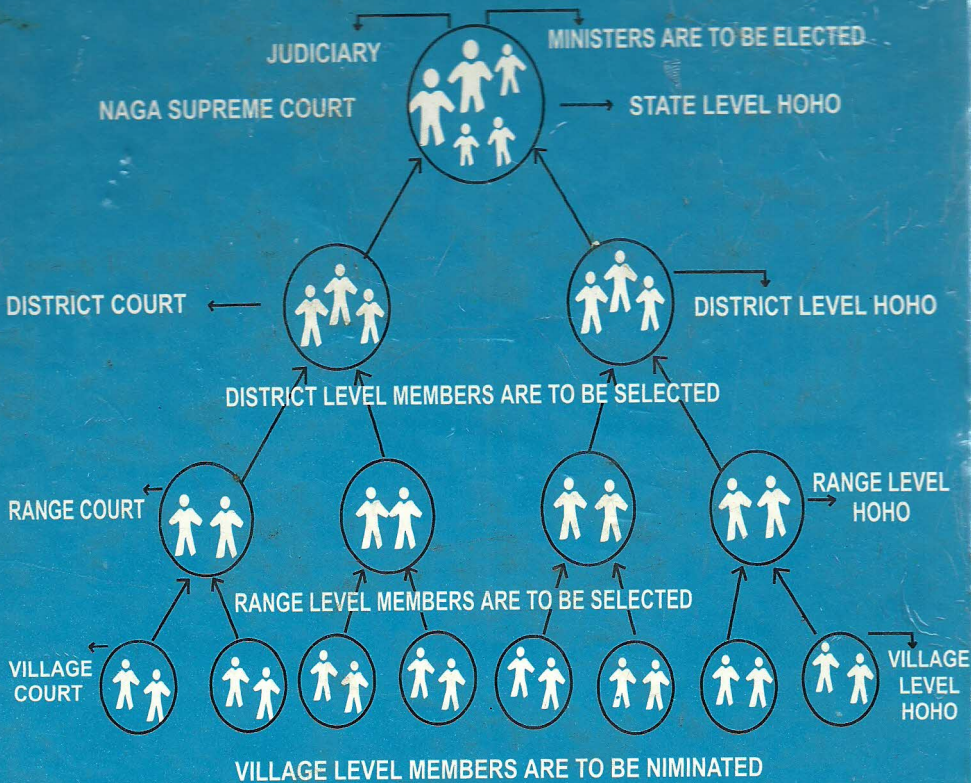 JUDICIARY
MINISTERS ARE TO BE ELECTED
NAGA SUPREME COURT
STATE LEVEL HOHO
DISTRICT COURT
DISTRICT LEVEL HOHO
DISTRICT LEVEL MEMBERS ARE TO BE SELECTED
RANGE COURT
RANGE LEVEL
HOHO
RANGE LEVEL MEMBERS ARE TO BE SELECTED
VILLAGE
COURT
VILLAGE
LEVEL
HOHO
VILLAGE LEVEL MEMBERS ARE TO BE NIMINATED